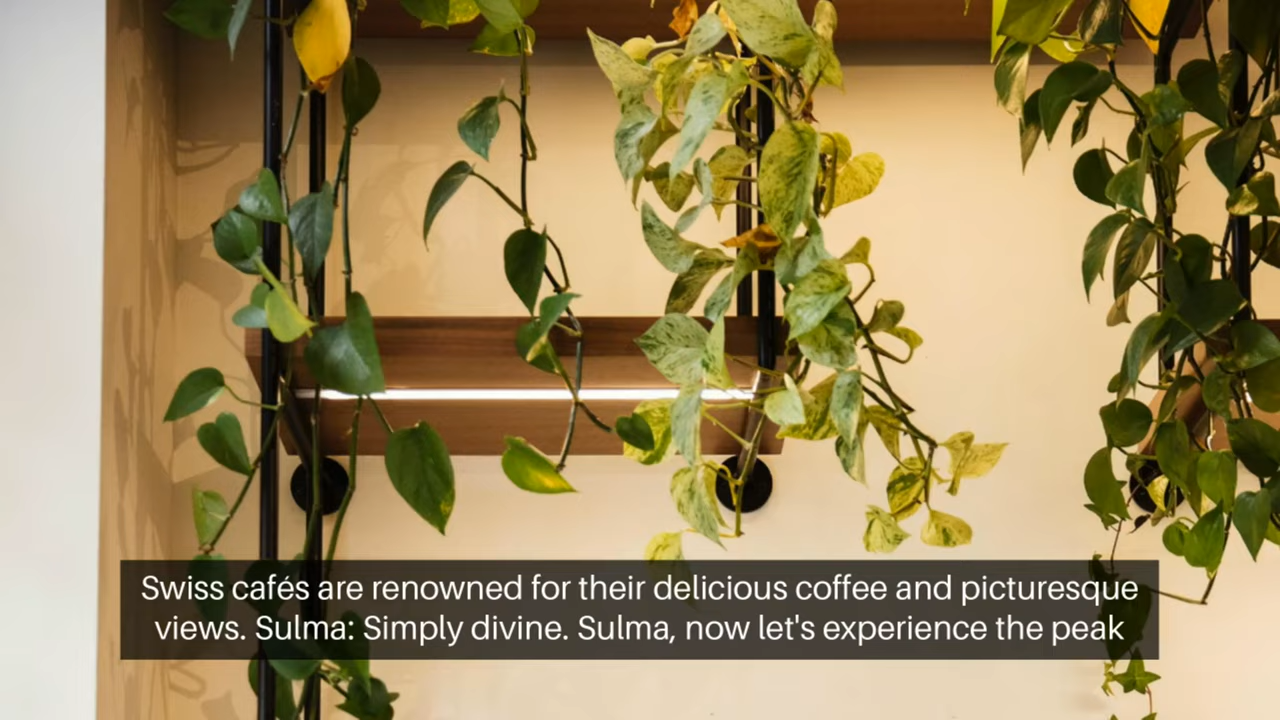 Swiss cafés are renowned for their delicious coffee and picturesque
views. Sulma: Simply divine. Sulma, now let's experience the peak